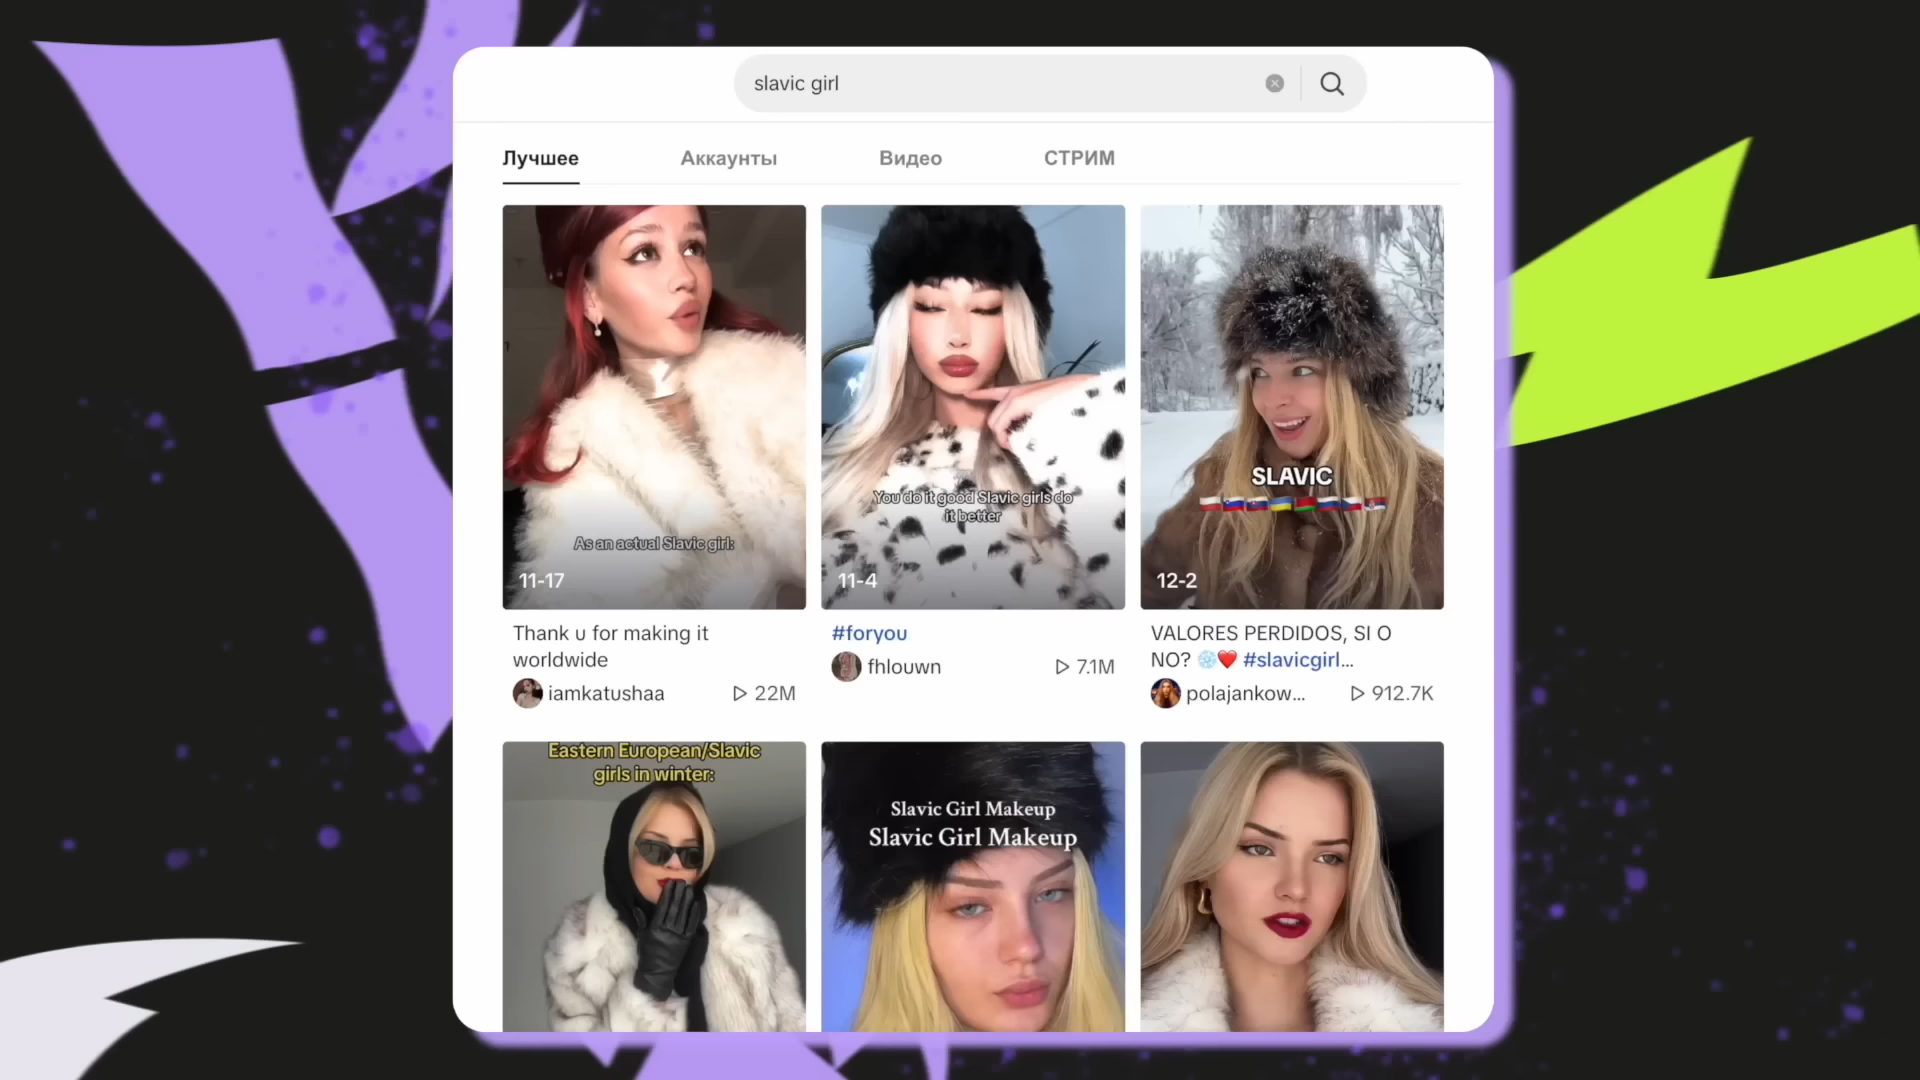 slavic girl
Лучшее
Аккаунты
Видео
СТРИМ
As an actual Slavic girl:
11-17
You do it good Slavic girls do
it better
11-4
SLAVIC
12-2
Thank u for making it
worldwide
iamkatushaa
22M
#foryou
fhlouwn
7.1M
VALORES PERDIDOS, SI O
NO? ❄️❤️ #slavicgirl...
polajankow...
912.7K
Eastern European/Slavic
girls in winter:
Slavic Girl Makeup
Slavic Girl Makeup